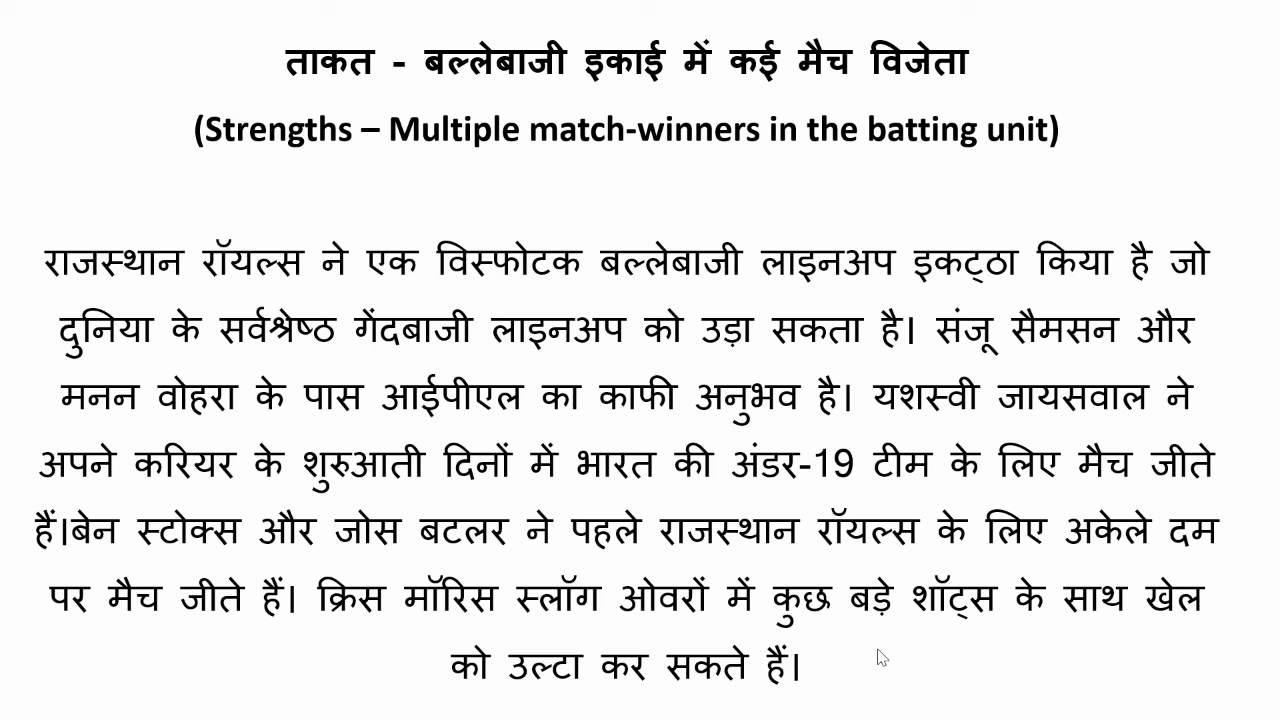 ताकत - बल्लेबाजी इकाई में कई मैच विजेता
(Strengths – Multiple match-winners in the batting unit)
राजस्थान रॉयल्स ने एक विस्फोटक बल्लेबाजी लाइनअप इकट्ठा किया है जो
दुनिया के सर्वश्रेष्ठ गेंदबाजी लाइनअप को उड़ा सकता है। संजू सैमसन और
मनन वोहरा के पास आईपीएल का काफी अनुभव है। यशस्वी जायसवाल ने
अपने करियर के शुरुआती दिनों में भारत की अंडर-19 टीम के लिए मैच जीते
हैं।बेन स्टोक्स और जोस बटलर ने पहले राजस्थान रॉयल्स के लिए अकेले दम
पर मैच जीते हैं। क्रिस मॉरिस स्लॉग ओवरों में कुछ बड़े शॉट्स के साथ खेल
को उल्टा कर सकते हैं।